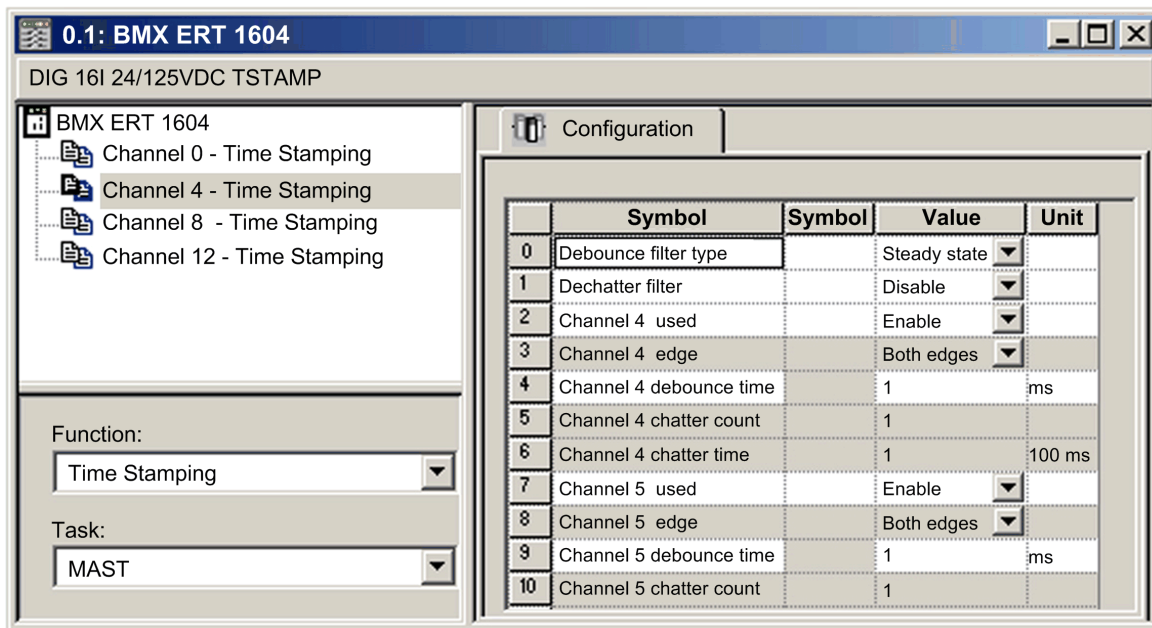 0.1: BMX ERT 1604
DIG 16I 24/125VDC TSTAMP
BMX ERT 1604
Channel 0 - Time Stamping
Channel 4 - Time Stamping
Channel 8 - Time Stamping
Channel 12 - Time Stamping
Function:
Time Stamping
Task:
MAST
Configuration
Symbol Symbol Value Unit
0 Debounce filter type Steady state
1 Dechatter filter Disable
2 Channel 4 used Enable
3 Channel 4 edge Both edges
4 Channel 4 debounce time 1 ms
5 Channel 4 chatter count 1
6 Channel 4 chatter time 1 100 ms
7 Channel 5 used Enable
8 Channel 5 edge Both edges
9 Channel 5 debounce time 1 ms
10 Channel 5 chatter count 1